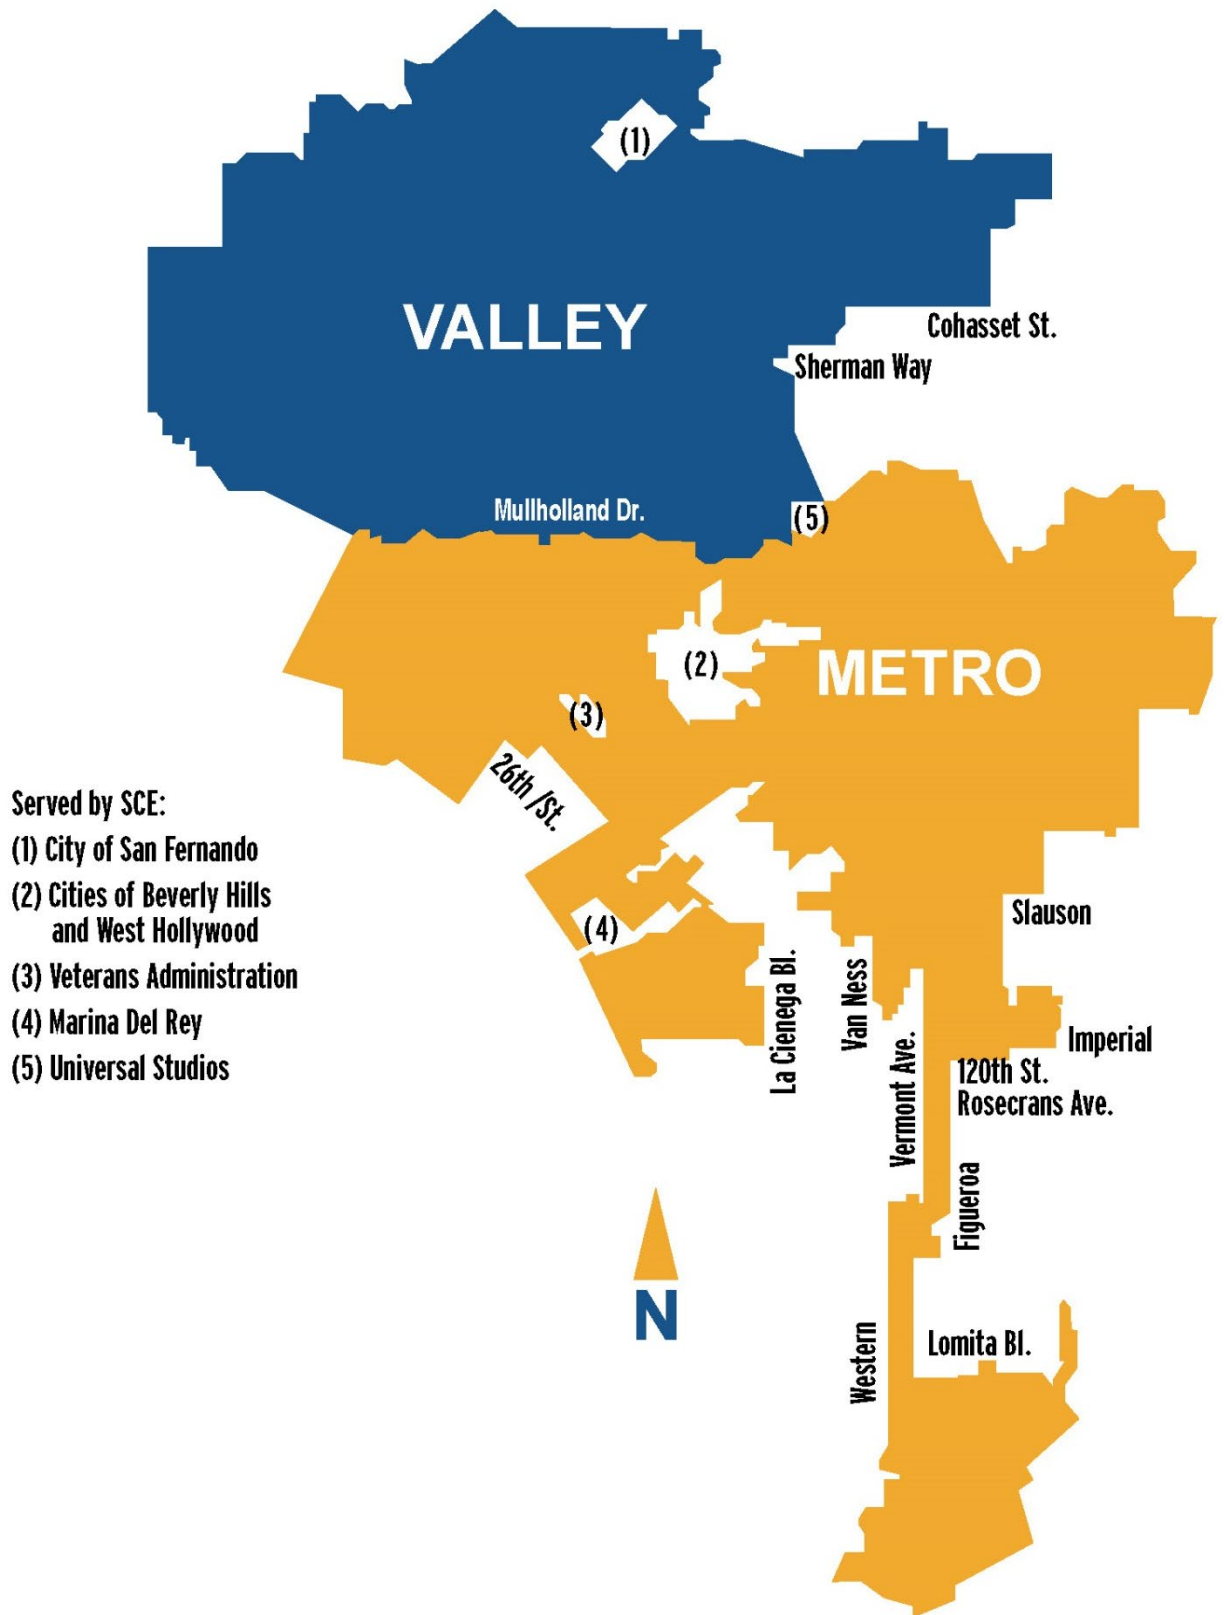 (1)
VALLEY
Cohasset St.
Sherman Way
Mullholland Dr.
(5)
(2)
METRO
(3)
26th /St.
Served by SCE:
(1) City of San Fernando
(2) Cities of Beverly Hills
and West Hollywood
(3) Veterans Administration
(4) Marina Del Rey
(5) Universal Studios
(4)
Slauson
La Cienega Bl.
Van Ness
Vermont Ave.
Imperial
120th St.
Rosecrans Ave.
Figueroa
N
Western
Lomita Bl.